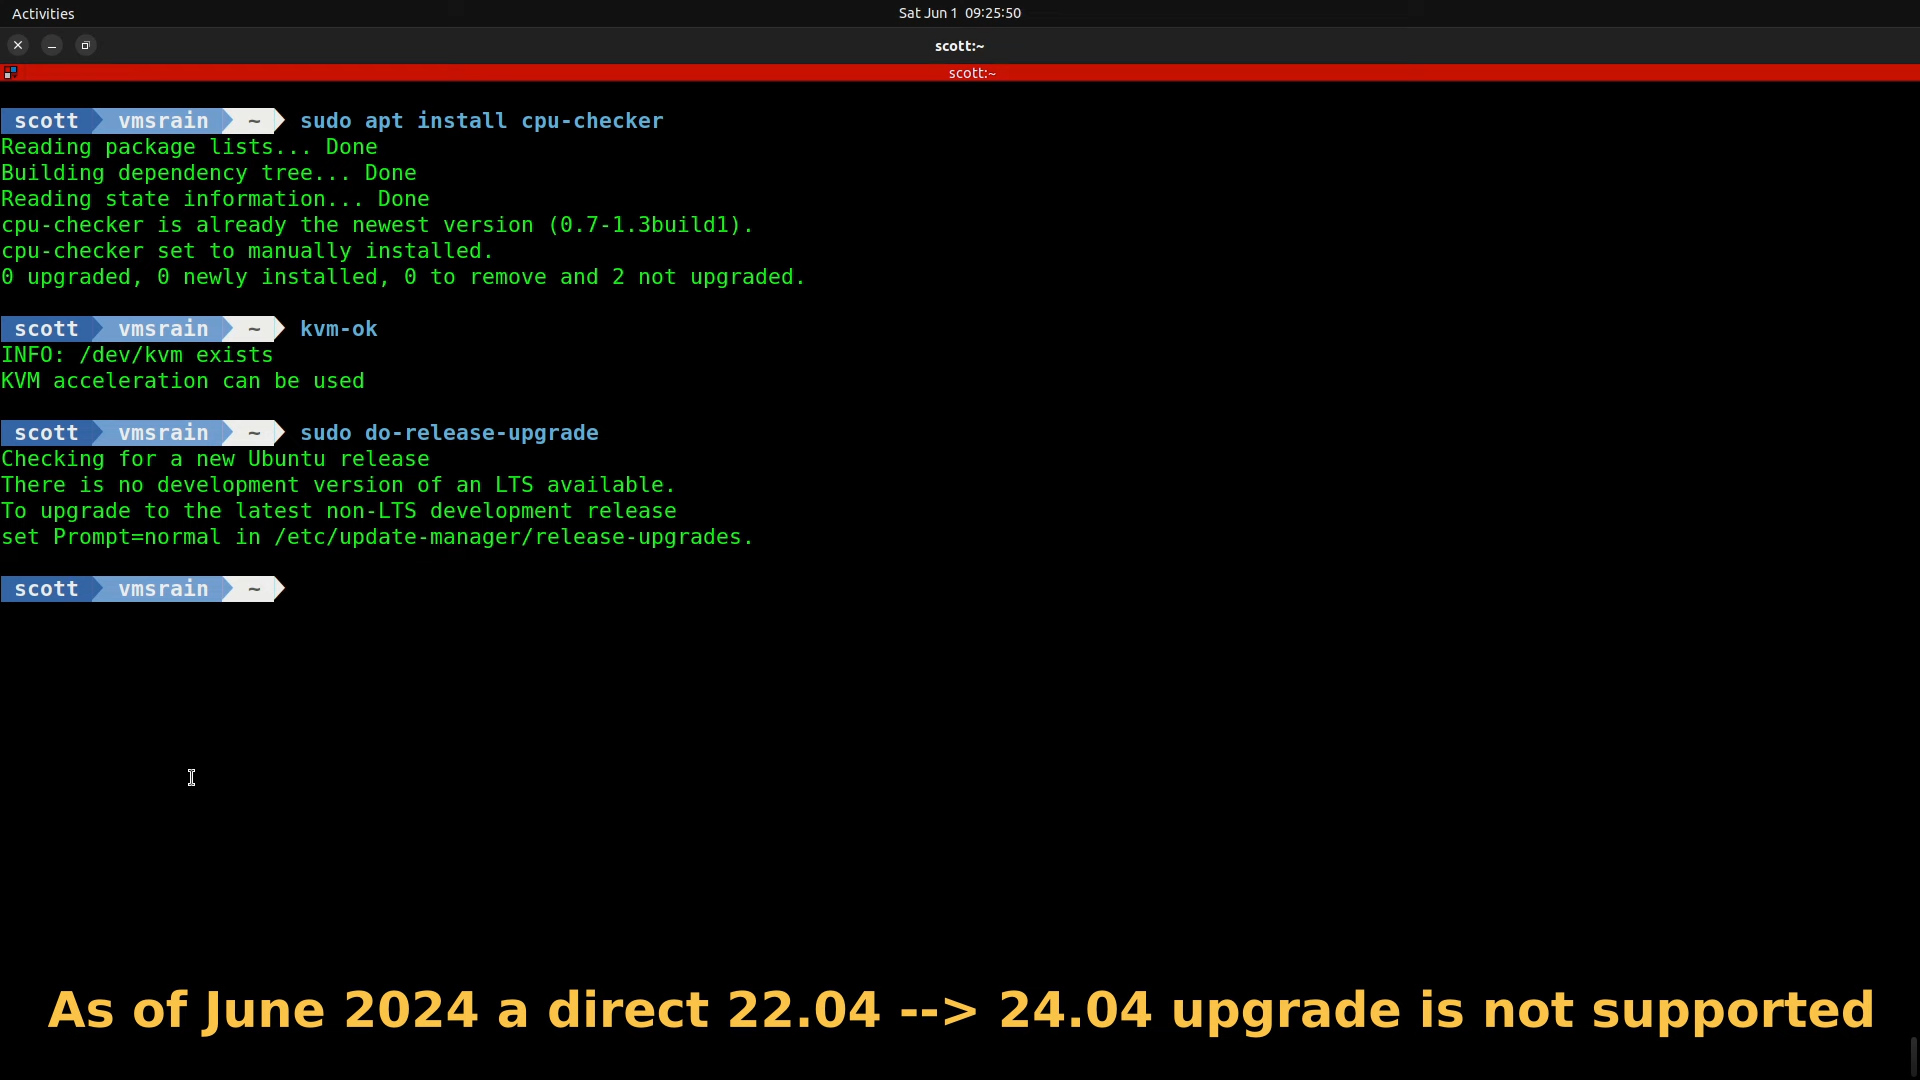 Activities
Sat Jun 1 09:25:50
scott:~
scott:~
scott vmsrain ~ sudo apt install cpu-checker
Reading package lists... Done
Building dependency tree... Done
Reading state information... Done
cpu-checker is already the newest version (0.7-1.3build1).
cpu-checker set to manually installed.
0 upgraded, 0 newly installed, 0 to remove and 2 not upgraded.
scott vmsrain ~ kvm-ok
INFO: /dev/kvm exists
KVM acceleration can be used
scott vmsrain ~ sudo do-release-upgrade
Checking for a new Ubuntu release
There is no development version of an LTS available.
To upgrade to the latest non-LTS development release
set Prompt=normal in /etc/update-manager/release-upgrades.
scott vmsrain ~
As of June 2024 a direct 22.04 --> 24.04 upgrade is not supported